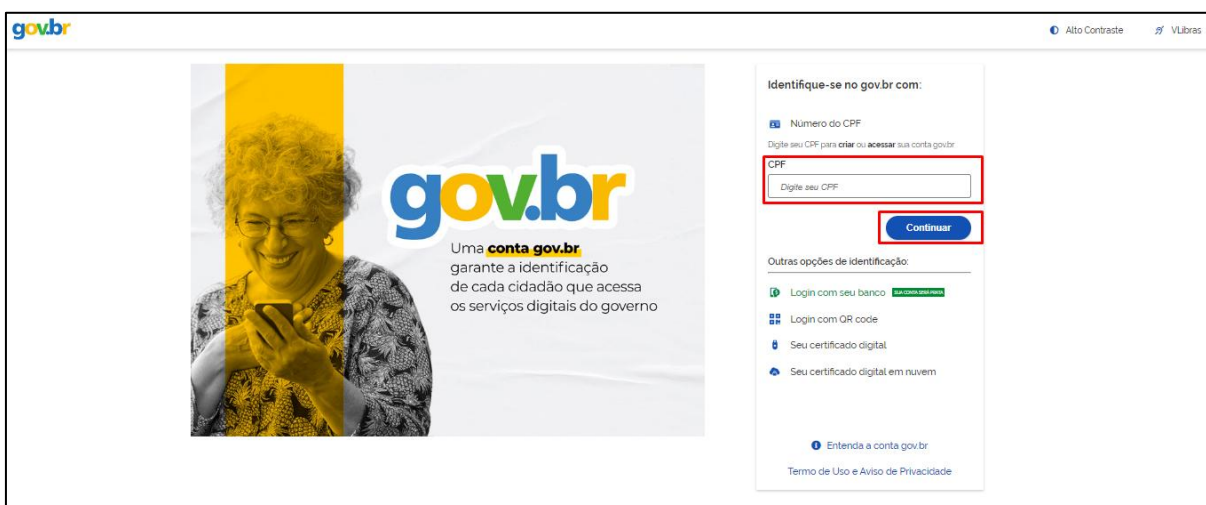 gov.br
Alto Contraste
VLibras
gov.br
Uma conta gov.br
garante a identificação
de cada cidadão que acessa
os serviços digitais do governo
Identifique-se no gov.br com:
Número do CPF
Digite seu CPF para criar ou acessar sua conta gov.br
CPF
Digite seu CPF
Continuar
Outras opções de identificação:
Login com seu banco SUA CONTA SERÁ PRATA
Login com QR code
Seu certificado digital
Seu certificado digital em nuvem
Entenda a conta gov.br
Termo de Uso e Aviso de Privacidade